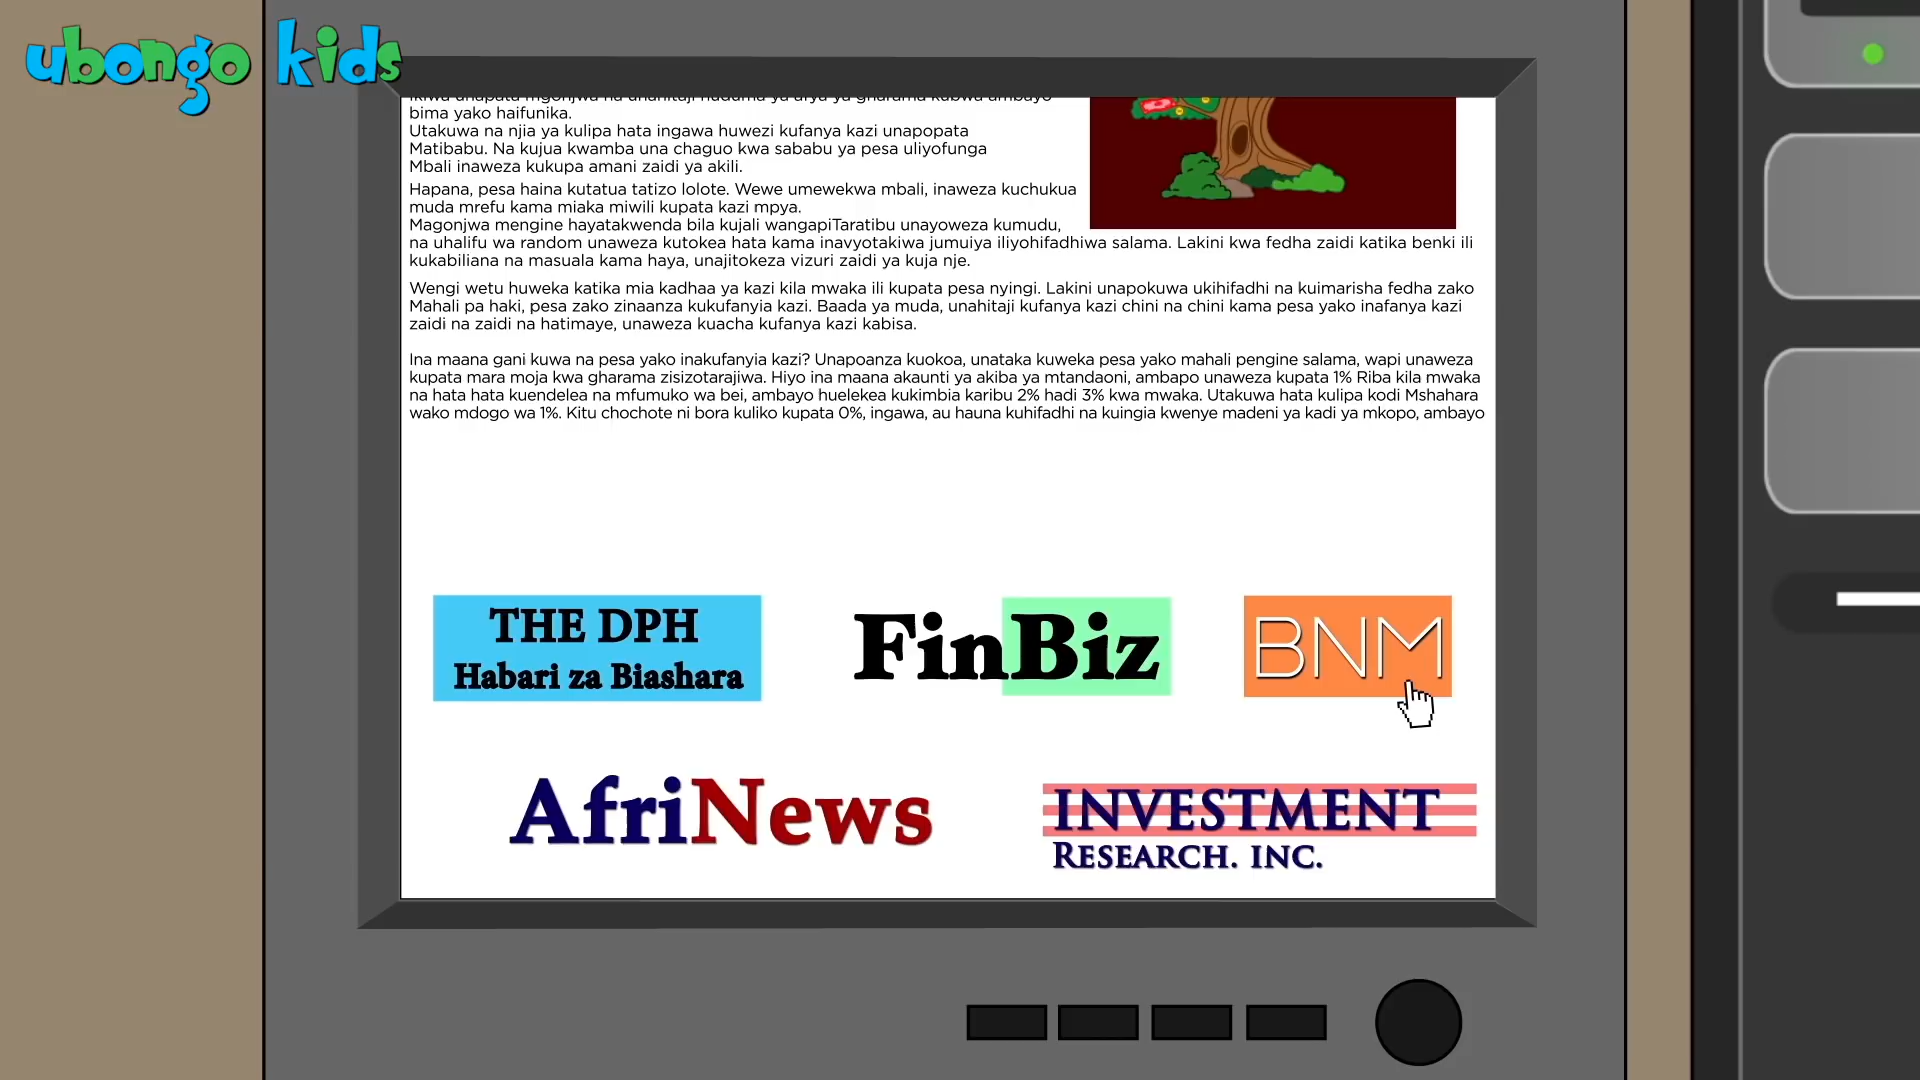 ubongo kids
ikiwa unapata mgonjwa na unahitaji huduma ya afya ya gharama kubwa ambayo
bima yako haifunika.
Utakuwa na njia ya kulipa hata ingawa huwezi kufanya kazi unapopata
Matibabu. Na kujua kwamba una chaguo kwa sababu ya pesa uliyofunga
Mbali inaweza kukupa amani zaidi ya akili.
Hapana, pesa haina kutatua tatizo lolote. Wewe umewekwa mbali, inaweza kuchukua
muda mrefu kama miaka miwili kupata kazi mpya.
Magonjwa mengine hayatakwenda bila kujali wangapiTaratibu unayoweza kumudu,
na uhalifu wa random unaweza kutokea hata kama inavyotakiwa jumuiya iliyohifadhiwa salama. Lakini kwa fedha zaidi katika benki ili
kukabiliana na masuala kama haya, unajitokeza vizuri zaidi ya kuja nje.
Wengi wetu huweka katika mia kadhaa ya kazi kila mwaka ili kupata pesa nyingi. Lakini unapokuwa ukihifadhi na kuimarisha fedha zako
Mahali pa haki, pesa zako zinaanza kukufanyia kazi. Baada ya muda, unahitaji kufanya kazi chini na chini kama pesa yako inafanya kazi
zaidi na zaidi na hatimaye, unaweza kuacha kufanya kazi kabisa.
Ina maana gani kuwa na pesa yako inakufanyia kazi? Unapoanza kuokoa, unataka kuweka pesa yako mahali pengine salama, wapi unaweza
kupata mara moja kwa gharama zisizotarajiwa. Hiyo ina maana akaunti ya akiba ya mtandaoni, ambapo unaweza kupata 1% Riba kila mwaka
na hata hata kuendelea na mfumuko wa bei, ambayo huelekea kukimbia karibu 2% hadi 3% kwa mwaka. Utakuwa hata kulipa kodi Mshahara
wako mdogo wa 1%. Kitu chochote ni bora kuliko kupata 0%, ingawa, au hauna kuhifadhi na kuingia kwenye madeni ya kadi ya mkopo, ambayo
THE DPH
Habari za Biashara
FinBiz
BNM
AfriNews
INVESTMENT
RESEARCH. INC.